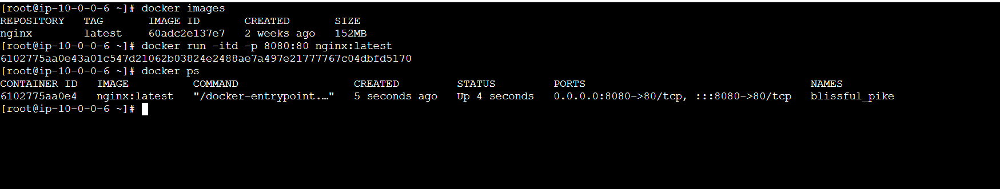 [root@ip-10-0-0-6 ~]# docker images
REPOSITORY   TAG       IMAGE ID       CREATED       SIZE
nginx        latest    60adc2e137e7   2 weeks ago   152MB
[root@ip-10-0-0-6 ~]# docker run -itd -p 8080:80 nginx:latest
6102775aa0e43a01c547d21062b03824e2488ae7a497e21777767c04dbfd5170
[root@ip-10-0-0-6 ~]# docker ps
CONTAINER ID   IMAGE          COMMAND                  CREATED         STATUS         PORTS                                   NAMES
6102775aa0e4   nginx:latest   "/docker-entrypoint.…"   5 seconds ago   Up 4 seconds   0.0.0.0:8080->80/tcp, :::8080->80/tcp   blissful_pike
[root@ip-10-0-0-6 ~]#